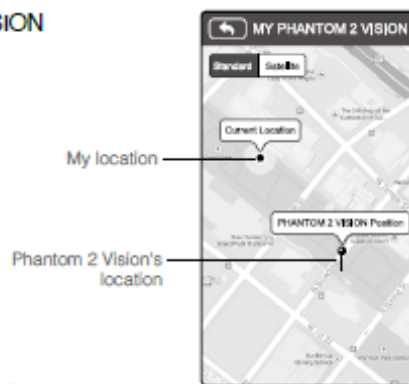 SION
MY PHANTOM 2 VISION
Standard Satellite
Current Location
My location
PHANTOM 2 VISION Position
Phantom 2 Vision's
location